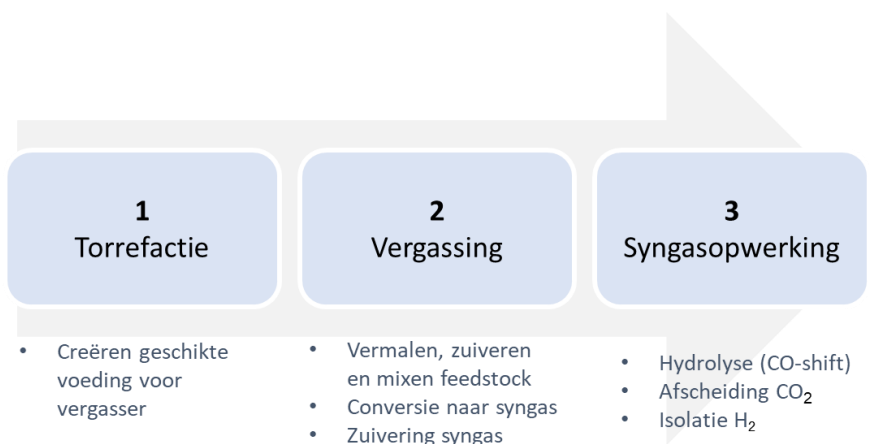 1
Torrefactie
2
Vergassing
3
Syngasopwerking
• Creëren geschikte
voeding voor
vergasser
• Vermalen, zuiveren
en mixen feedstock
• Conversie naar syngas
• Zuivering syngas
• Hydrolyse (CO-shift)
• Afscheiding CO₂
• Isolatie H₂